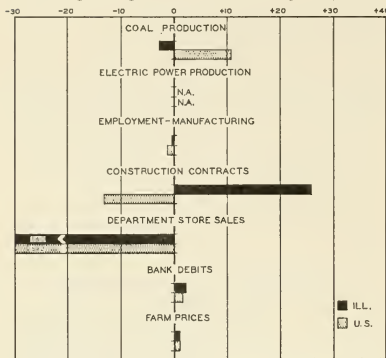 -30 -20 -10 0 +10 +20 +30
COAL PRODUCTION
ELECTRIC POWER PRODUCTION
N.A.
N.A.
EMPLOYMENT-MANUFACTURING
CONSTRUCTION CONTRACTS
DEPARTMENT STORE SALES
BANK DEBITS
ILL.
FARM PRICES
U.S.